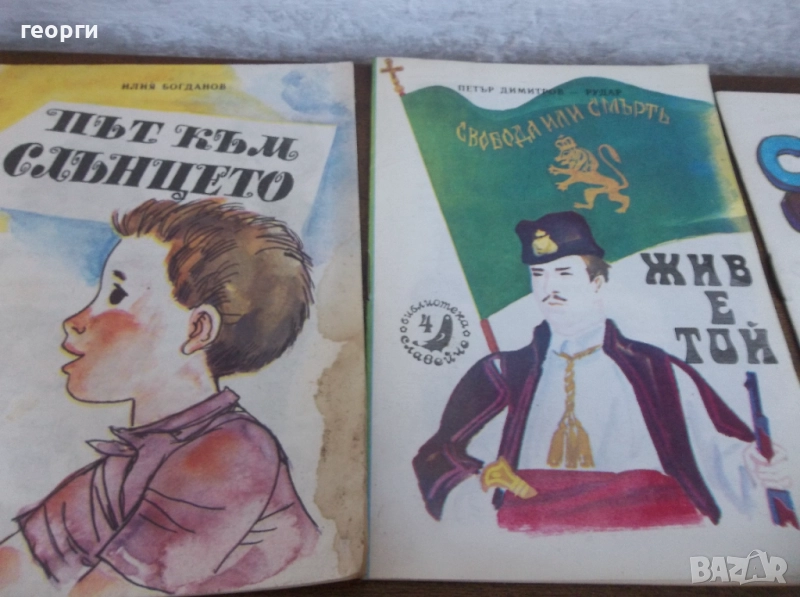 георги
ИЛИЯ БОГДАНОВ
ПЪТ КЪМ
СЛЪНЦЕТО
ПЕТЪР ДИМИТРОВ — РУДАР
СВОБОДА ИЛИ СМЪРТЬ
ЖИВ
Е
ТОЙ
БИБЛИОТЕКА
4
СЛАВЕЙЧЕ
BAZAR